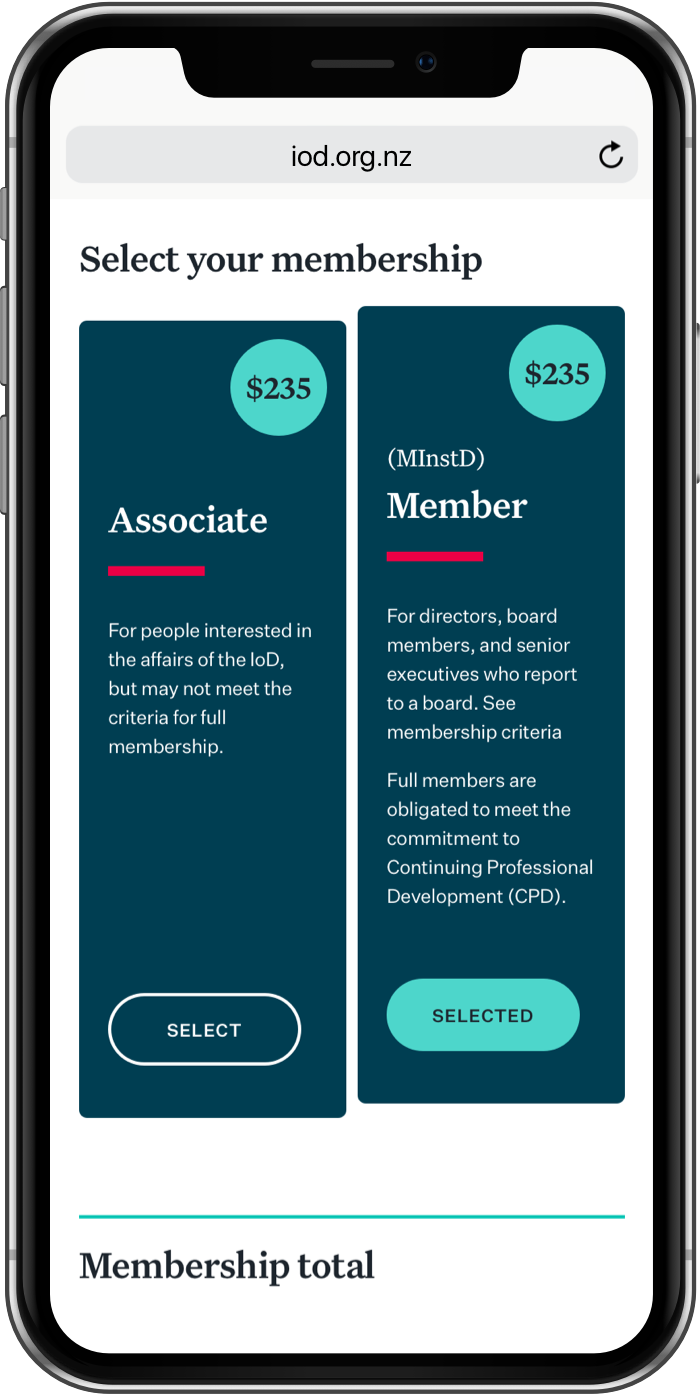 iod.org.nz
Select your membership
$235
Associate
For people interested in
the affairs of the IoD,
but may not meet the
criteria for full
membership.
SELECT
$235
(MInstD)
Member
For directors, board
members, and senior
executives who report
to a board. See
membership criteria
Full members are
obligated to meet the
commitment to
Continuing Professional
Development (CPD).
SELECTED
Membership total